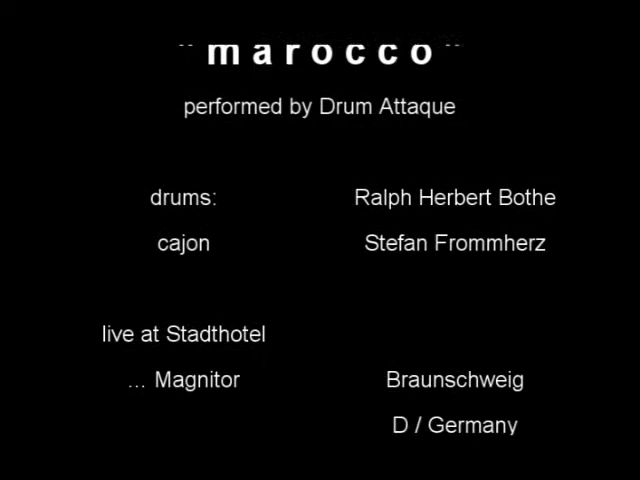 " m a r o c c o "
performed by Drum Attaque
drums: Ralph Herbert Bothe
cajon Stefan Frommherz
live at Stadthotel
... Magnitor Braunschweig
D / Germany